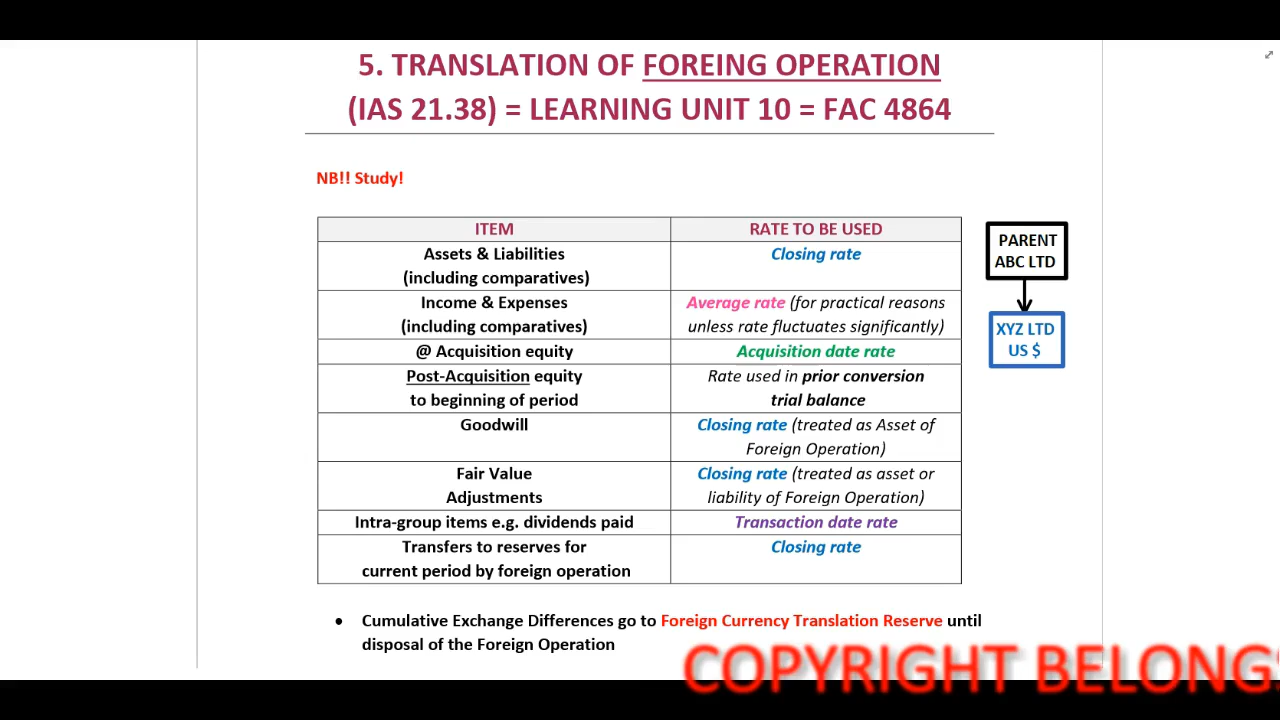 5. TRANSLATION OF FOREING OPERATION
(IAS 21.38) = LEARNING UNIT 10 = FAC 4864
NB!! Study!
ITEM RATE TO BE USED
Assets & Liabilities Closing rate
(including comparatives)
Income & Expenses Average rate (for practical reasons
(including comparatives) unless rate fluctuates significantly)
@ Acquisition equity Acquisition date rate
Post-Acquisition equity Rate used in prior conversion
to beginning of period trial balance
Goodwill Closing rate (treated as Asset of
Foreign Operation)
Fair Value Closing rate (treated as asset or
Adjustments liability of Foreign Operation)
Intra-group items e.g. dividends paid Transaction date rate
Transfers to reserves for Closing rate
current period by foreign operation
PARENT
ABC LTD
XYZ LTD
US $
• Cumulative Exchange Differences go to Foreign Currency Translation Reserve until
disposal of the Foreign Operation
COPYRIGHT BELONGS